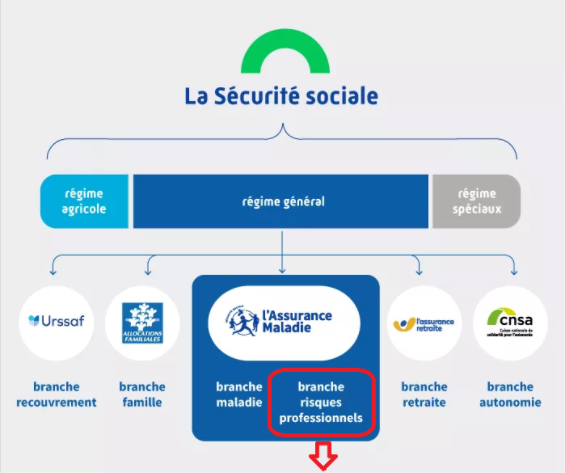 La Sécurité sociale
régime
agricole
régime général
régime
spéciaux
Urssaf
ALLOCATIONS
FAMILIALES
l'Assurance
Maladie
l'assurance
retraite
cnsa
Caisse nationale de
solidarité pour l'autonomie
branche
recouvrement
branche
famille
branche
maladie
branche
risques
professionnels
branche
retraite
branche
autonomie